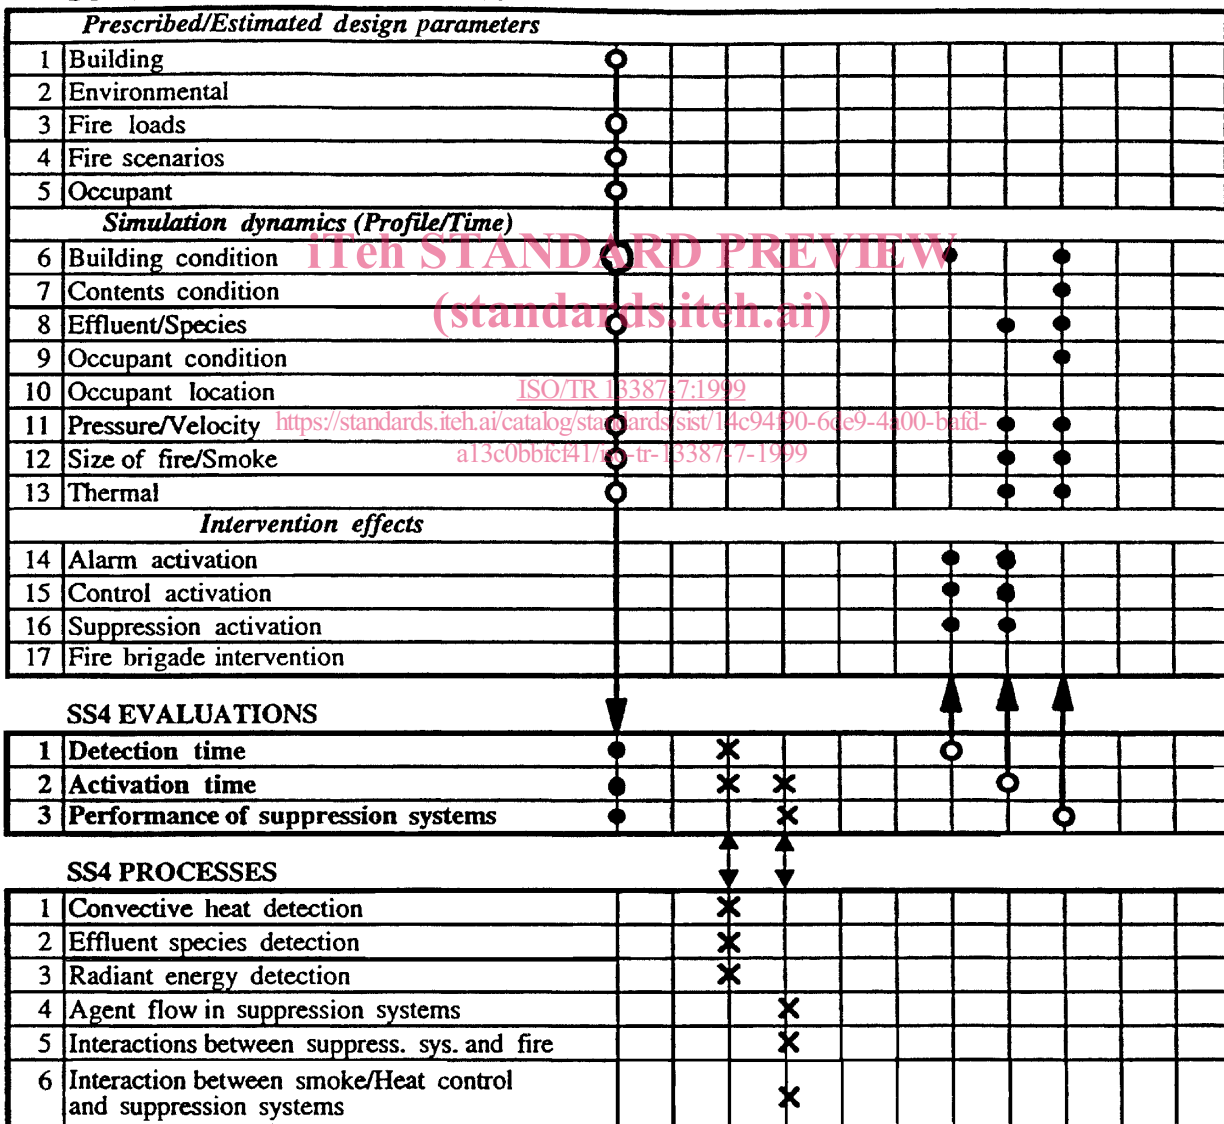 Prescribed/Estimated design parameters
1 Building
2 Environmental
3 Fire loads
4 Fire scenarios
5 Occupant
Simulation dynamics (Profile/Time)
6 Building condition
iTeh STANDARD PREVIEW
7 Contents condition
(standards.iteh.ai)
8 Effluent/Species
9 Occupant condition
10 Occupant location
ISO/TR 13387-7:1999
11 Pressure/Velocity
https://standards.iteh.ai/catalog/standards/sist/14c94f90-6de9-4a00-bafd-
12 Size of fire/Smoke
a13c0bbfcf41/iso-tr-13387-7-1999
13 Thermal
Intervention effects
14 Alarm activation
15 Control activation
16 Suppression activation
17 Fire brigade intervention
SS4 EVALUATIONS
1 Detection time
2 Activation time
3 Performance of suppression systems
SS4 PROCESSES
1 Convective heat detection
2 Effluent species detection
3 Radiant energy detection
4 Agent flow in suppression systems
5 Interactions between suppress. sys. and fire
6 Interaction between smoke/Heat control
and suppression systems